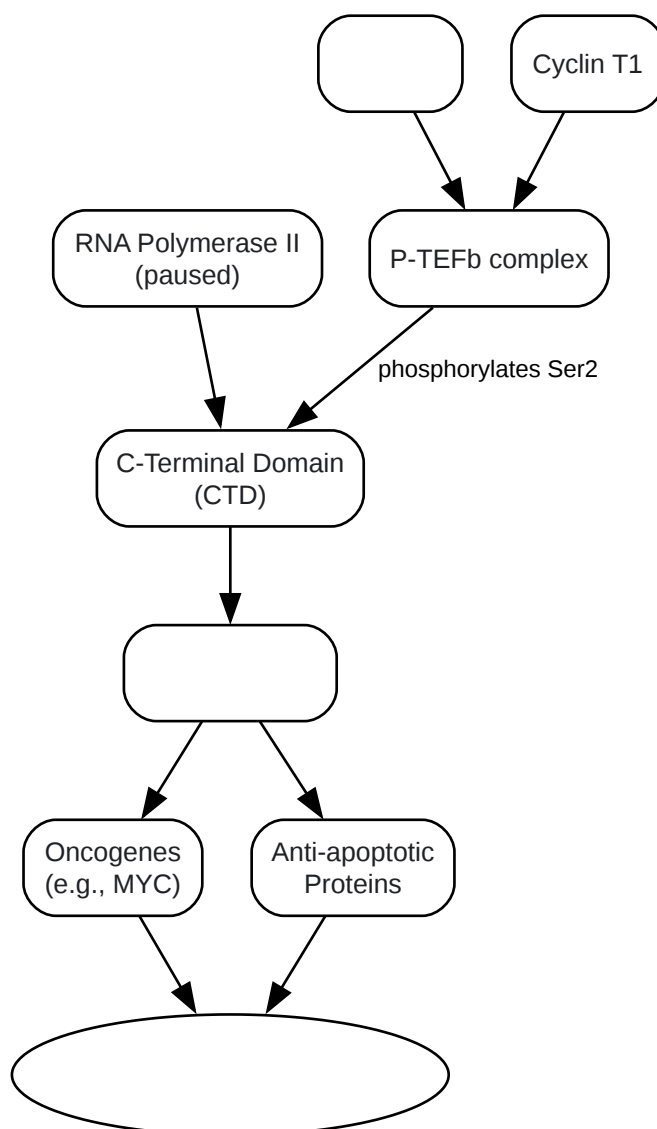 Cyclin T1
RNA Polymerase II
(paused)
P-TEFb complex
phosphorylates Ser2
C-Terminal Domain
(CTD)
Oncogenes
(e.g., MYC)
Anti-apoptotic
Proteins